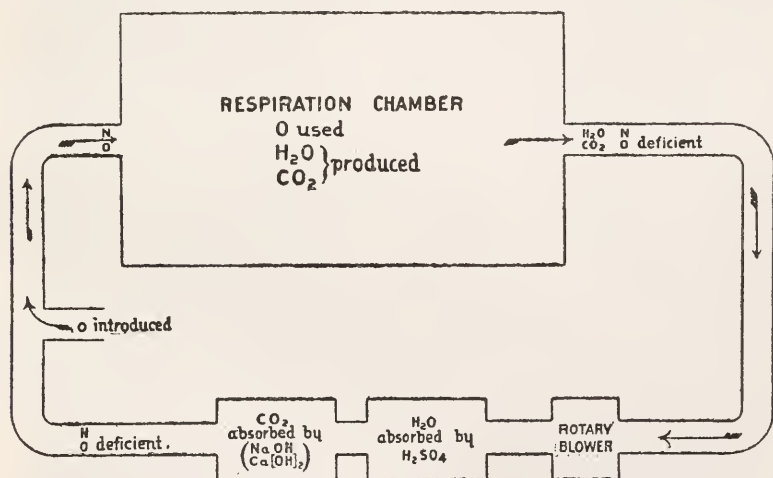 RESPIRATION CHAMBER
O used
H₂O
CO₂ } produced
N
O
H₂O N
CO₂ O deficient
O introduced
N
O deficient.
CO₂
absorbed by
(NaOH
Ca[OH]₂)
H₂O
absorbed by
H₂SO₄
ROTARY
BLOWER